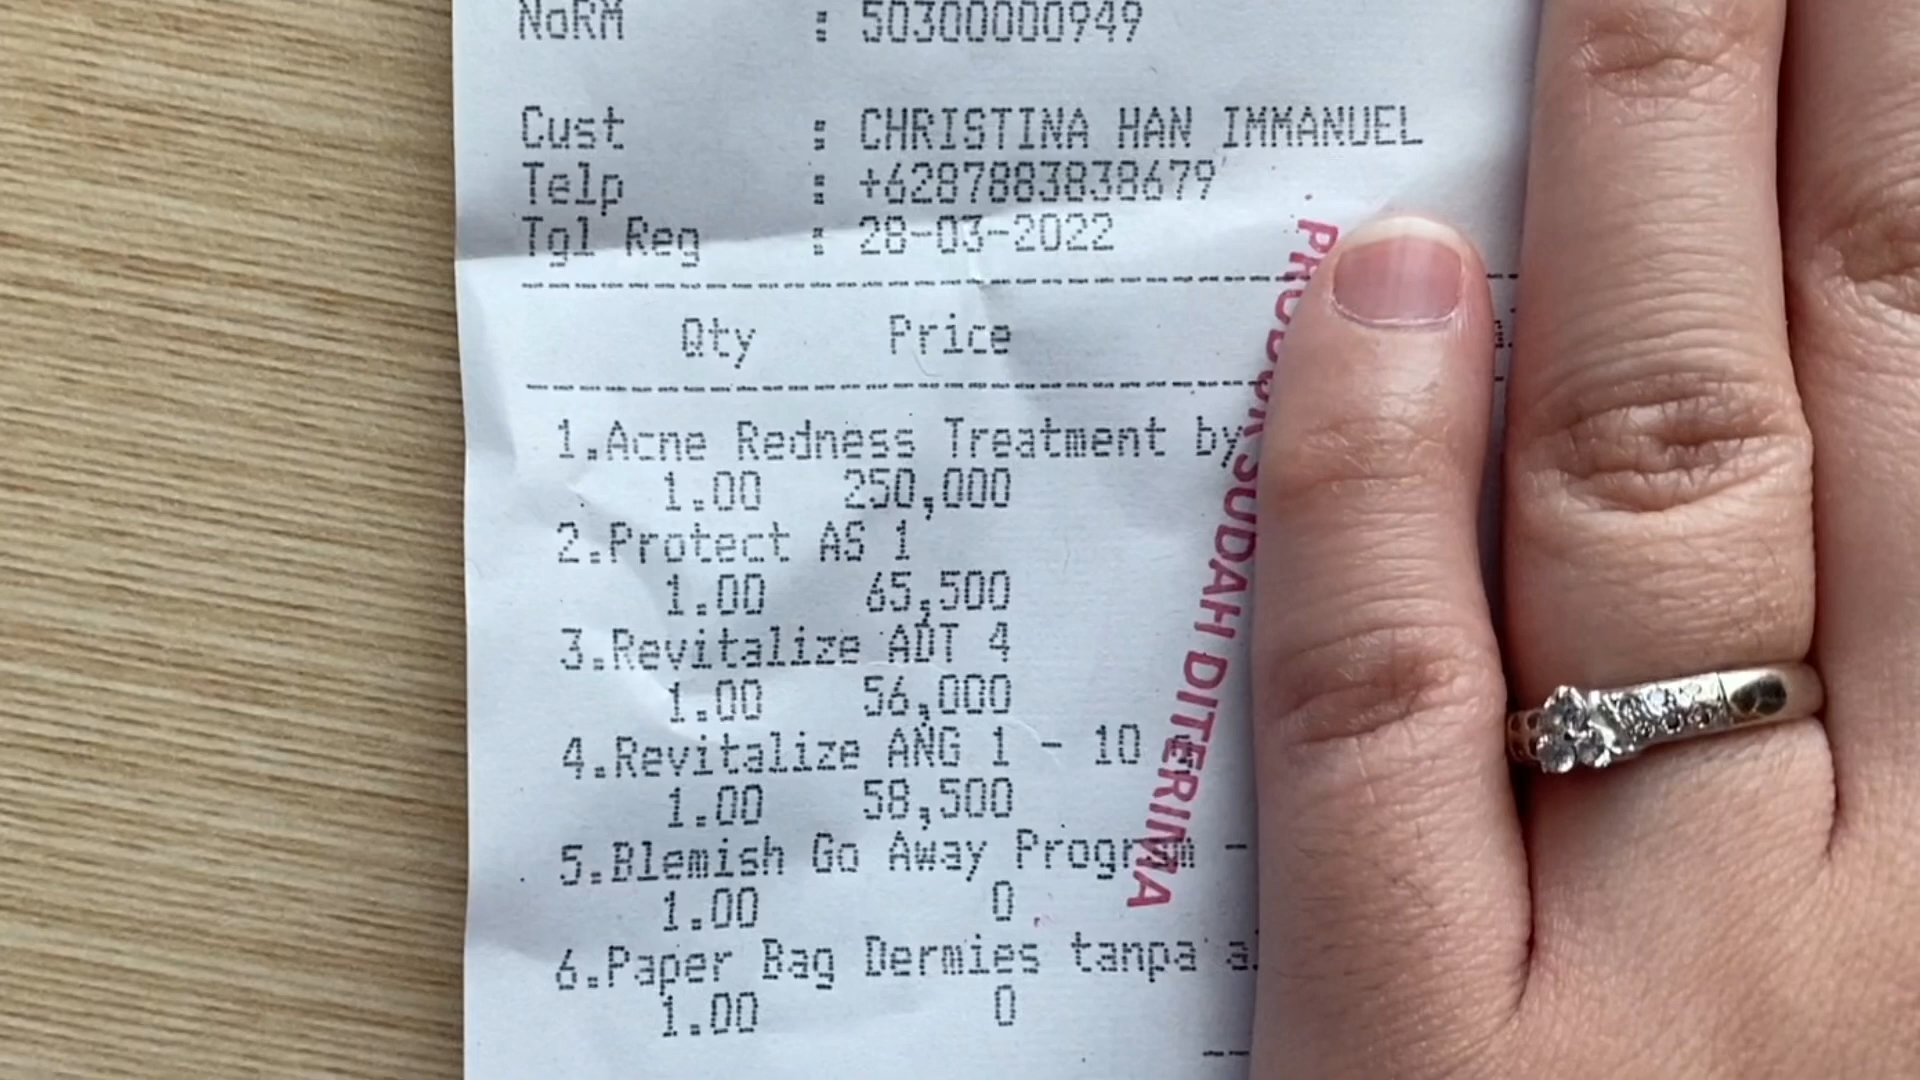 NoRM : 50300000949
Cust : CHRISTINA HAN IMMANUEL
Telp : +6287883838679
Tgl Reg : 28-03-2022
Qty Price
1.Acne Redness Treatment by
1.00 250,000
2.Protect AS 1
1.00 65,500
3.Revitalize ADT 4
1.00 56,000
4.Revitalize ANG 1 - 10
1.00 58,500
5.Blemish Go Away Program -
1.00 0
6.Paper Bag Dermies tanpa
1.00 0
SUDAH DITERIMA